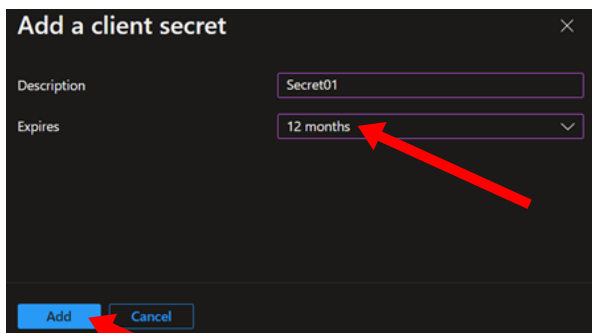 Add a client secret
Description
Secret01
Expires
12 months
Add
Cancel